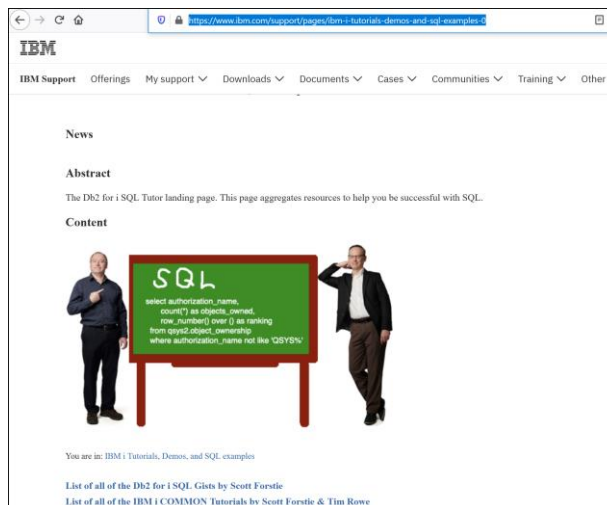 https://www.ibm.com/support/pages/ibm-i-tutorials-demos-and-sql-examples-0
IBM
IBM Support Offerings My support Downloads Documents Cases Communities Training Other
News
Abstract
The Db2 for i SQL Tutor landing page. This page aggregates resources to help you be successful with SQL.
Content
SQL
select authorization_name,
count(*) as objects_owned,
row_number() over () as ranking
from qsys2.object_ownership
where authorization_name not like 'QSYS%'
You are in: IBM i Tutorials, Demos, and SQL examples
List of all of the Db2 for i SQL Gists by Scott Forstie
List of all of the IBM i COMMON Tutorials by Scott Forstie & Tim Rowe